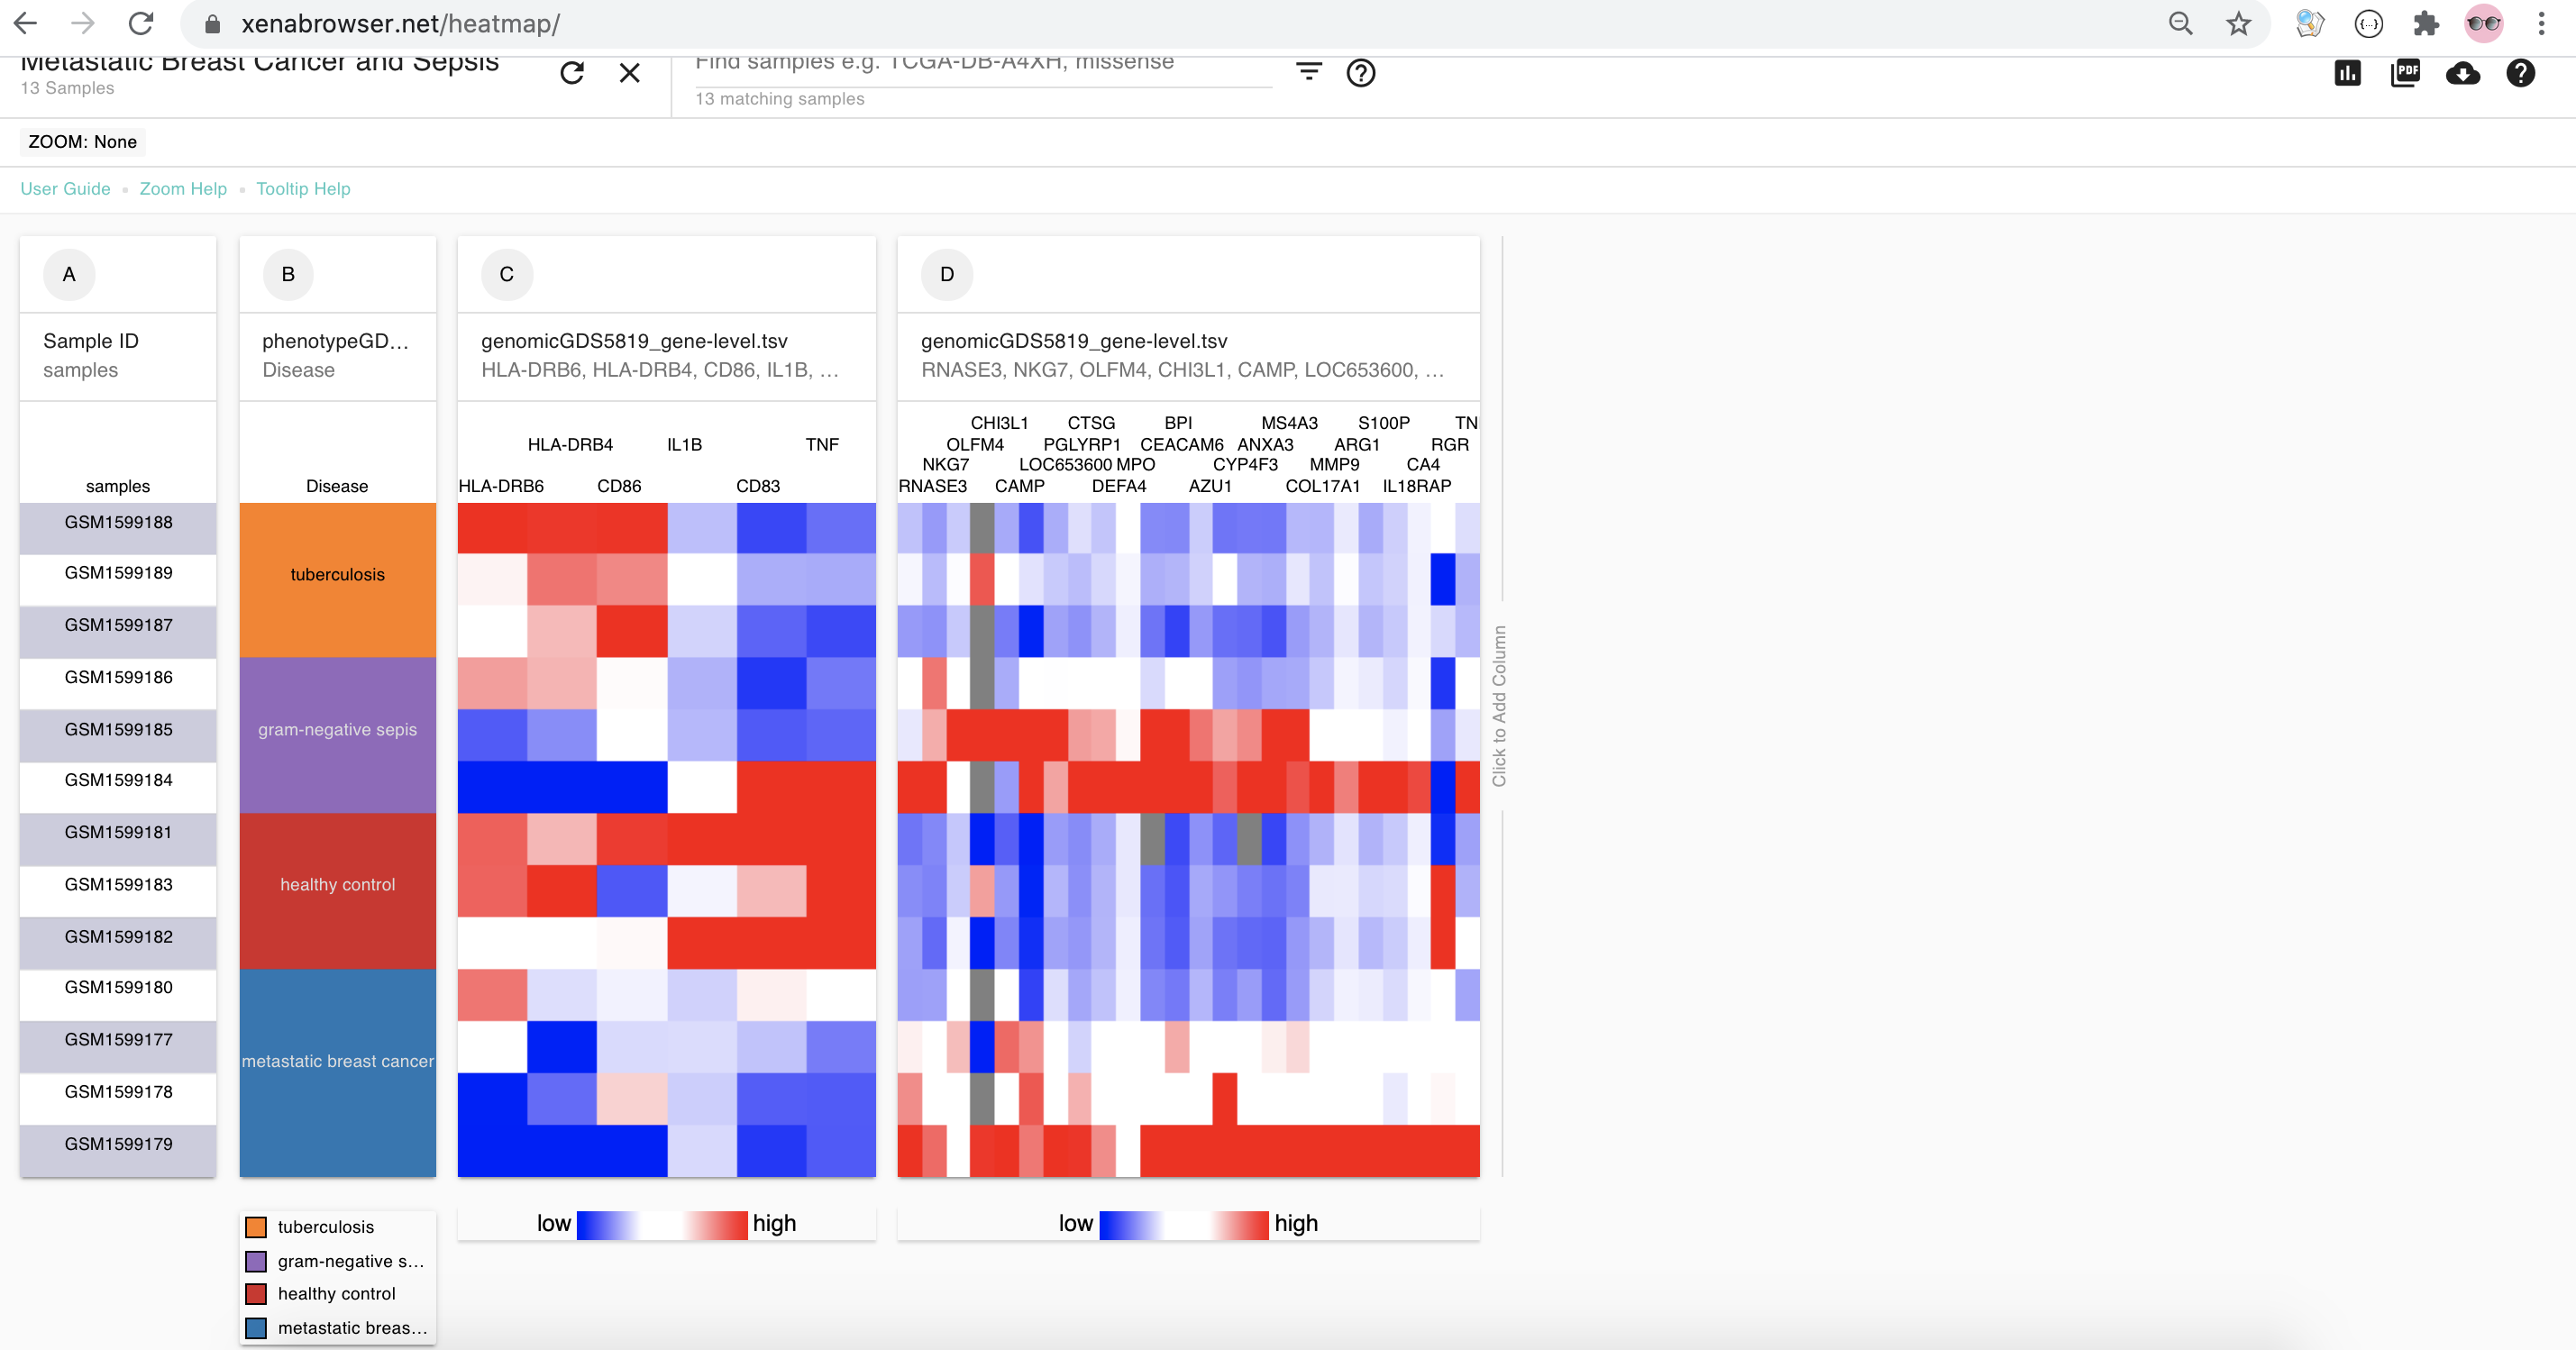 xenabrowser.net/heatmap/
Metastatic Breast Cancer and Sepsis
13 Samples
Find samples e.g. TCGA-DB-A4XH, missense
13 matching samples
PDF
ZOOM: None
User Guide • Zoom Help • Tooltip Help
A
Sample ID
samples
samples
GSM1599188
GSM1599189
GSM1599187
GSM1599186
GSM1599185
GSM1599184
GSM1599181
GSM1599183
GSM1599182
GSM1599180
GSM1599177
GSM1599178
GSM1599179
B
phenotypeGD...
Disease
Disease
tuberculosis
gram-negative sepis
healthy control
metastatic breast cancer
tuberculosis
gram-negative s...
healthy control
metastatic breas...
C
genomicGDS5819_gene-level.tsv
HLA-DRB6, HLA-DRB4, CD86, IL1B, ...
HLA-DRB4 IL1B TNF
HLA-DRB6 CD86 CD83
low high
D
genomicGDS5819_gene-level.tsv
RNASE3, NKG7, OLFM4, CHI3L1, CAMP, LOC653600, ...
CHI3L1 CTSG BPI MS4A3 S100P TN
OLFM4 PGLYRP1 CEACAM6 ANXA3 ARG1 RGR
NKG7 LOC653600 MPO CYP4F3 MMP9 CA4
RNASE3 CAMP DEFA4 AZU1 COL17A1 IL18RAP
low high
Click to Add Column